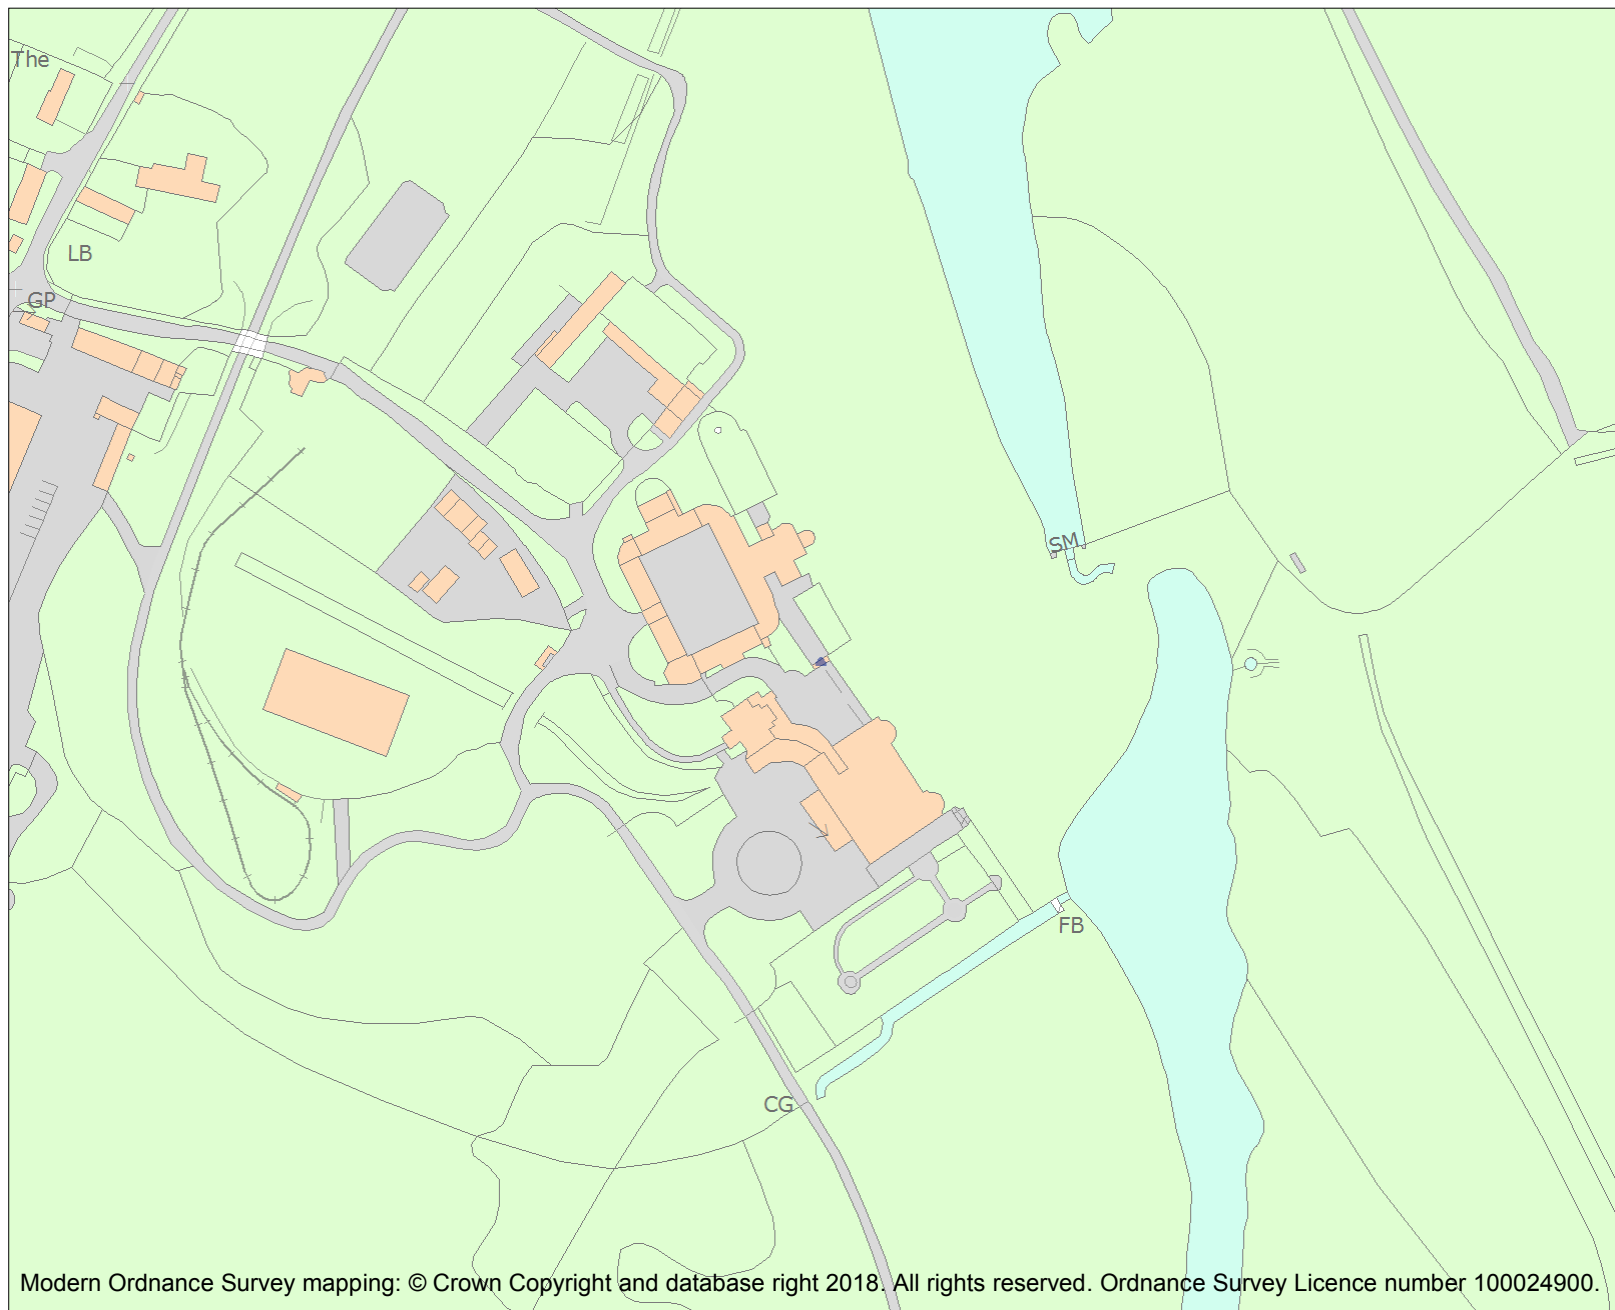 The
LB
GP
SM
FB
CG
Modern Ordnance Survey mapping: © Crown Copyright and database right 2018. All rights reserved. Ordnance Survey Licence number 100024900.